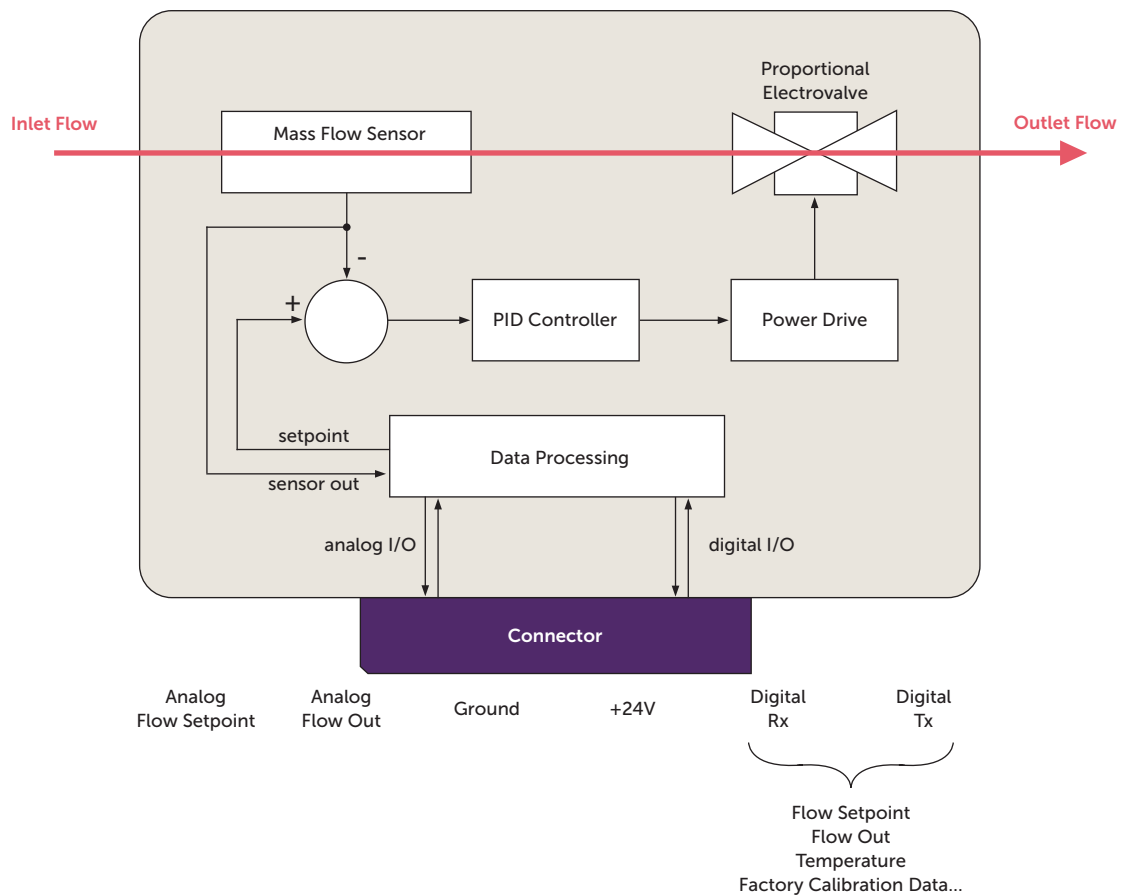 Proportional
Electrovalve
Inlet Flow
Mass Flow Sensor
Outlet Flow
-
+
PID Controller
Power Drive
setpoint
Data Processing
sensor out
analog I/O
digital I/O
Connector
Analog
Flow Setpoint
Analog
Flow Out
Ground
+24V
Digital
Rx
Digital
Tx
Flow Setpoint
Flow Out
Temperature
Factory Calibration Data...